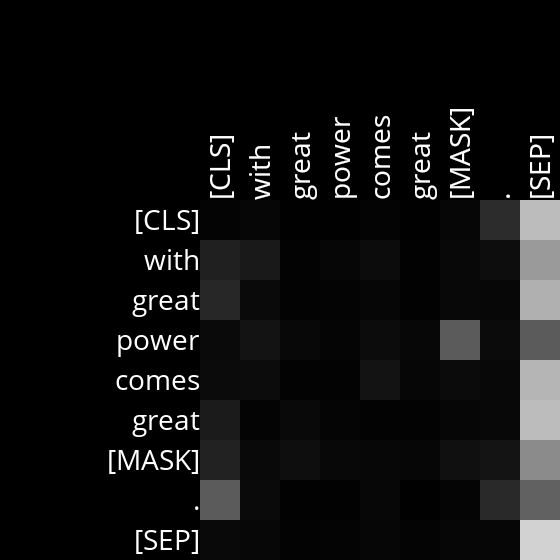 [CLS] with great power comes great [MASK] . [SEP]
[CLS]
with
great
power
comes
great
[MASK]
.
[SEP]